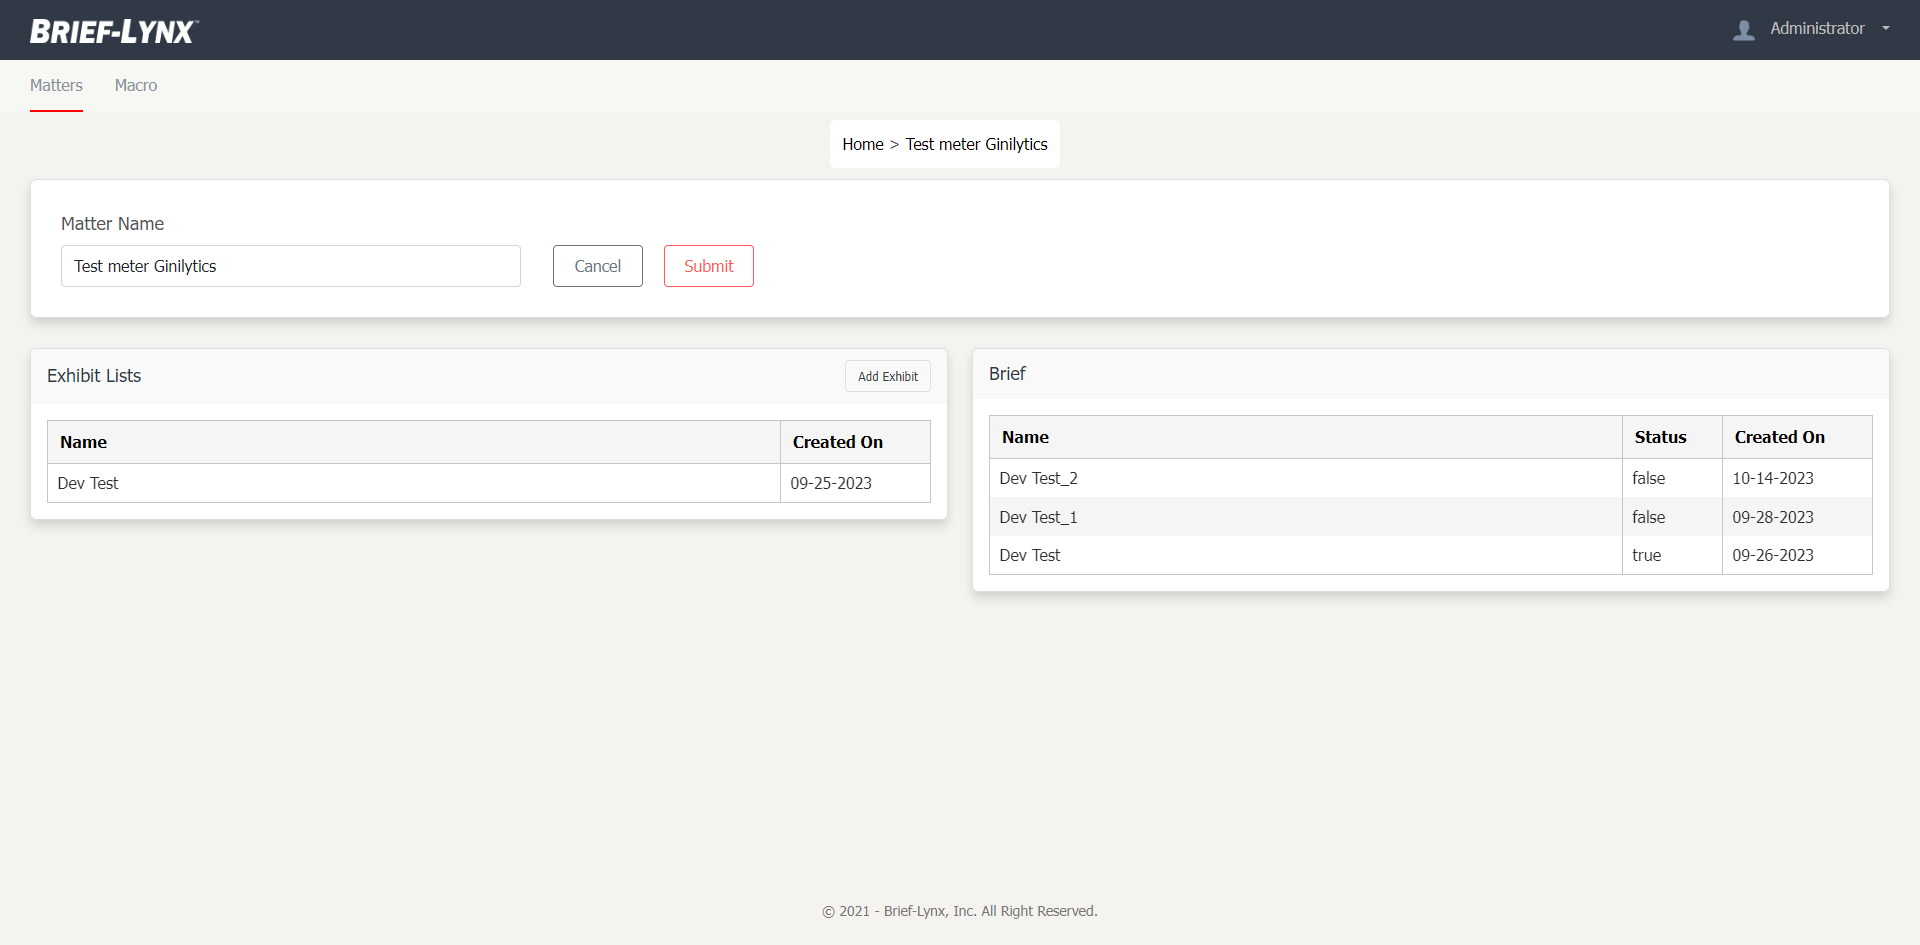 BRIEF-LYNX™
Administrator
Matters Macro
Home > Test meter Ginilytics
Matter Name
Test meter Ginilytics
Cancel
Submit
Exhibit Lists
Add Exhibit
Name Created On
Dev Test 09-25-2023
Brief
Name Status Created On
Dev Test_2 false 10-14-2023
Dev Test_1 false 09-28-2023
Dev Test true 09-26-2023
© 2021 - Brief-Lynx, Inc. All Right Reserved.